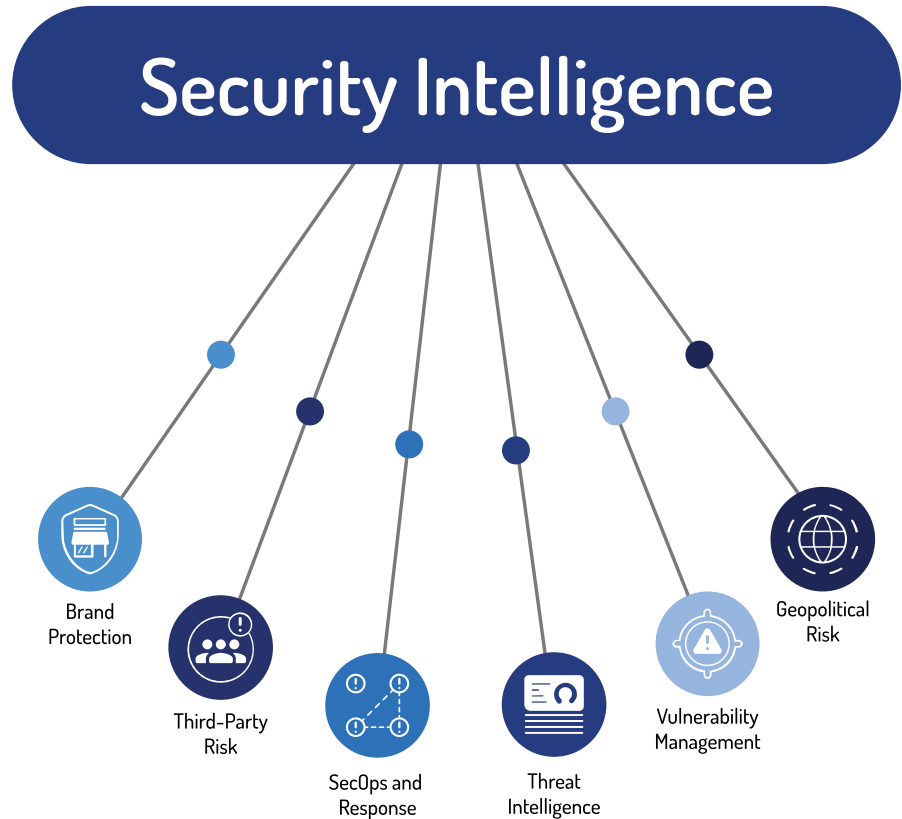 Security Intelligence
Brand
Protection
Third-Party
Risk
SecOps and
Response
Threat
Intelligence
Vulnerability
Management
Geopolitical
Risk